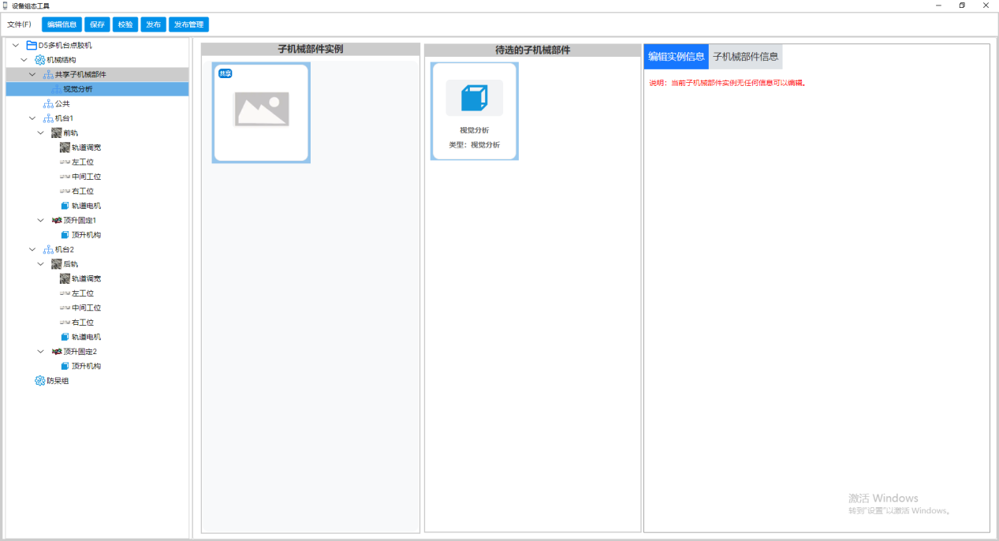 设备组态工具
文件(F) 编辑信息 保存 校验 发布 发布管理
D5多机台点胶机
机械结构
共享子机械部件
视觉分析
公共
机台1
前轨
轨道调宽
左工位
中间工位
右工位
轨道电机
顶升固定1
顶升机构
机台2
后轨
轨道调宽
左工位
中间工位
右工位
轨道电机
顶升固定2
顶升机构
防呆组
子机械部件实例
共享
待选的子机械部件
视觉分析
类型：视觉分析
编辑实例信息 子机械部件信息
说明：当前子机械部件实例无任何信息可以编辑。
激活 Windows
转到"设置"以激活 Windows。